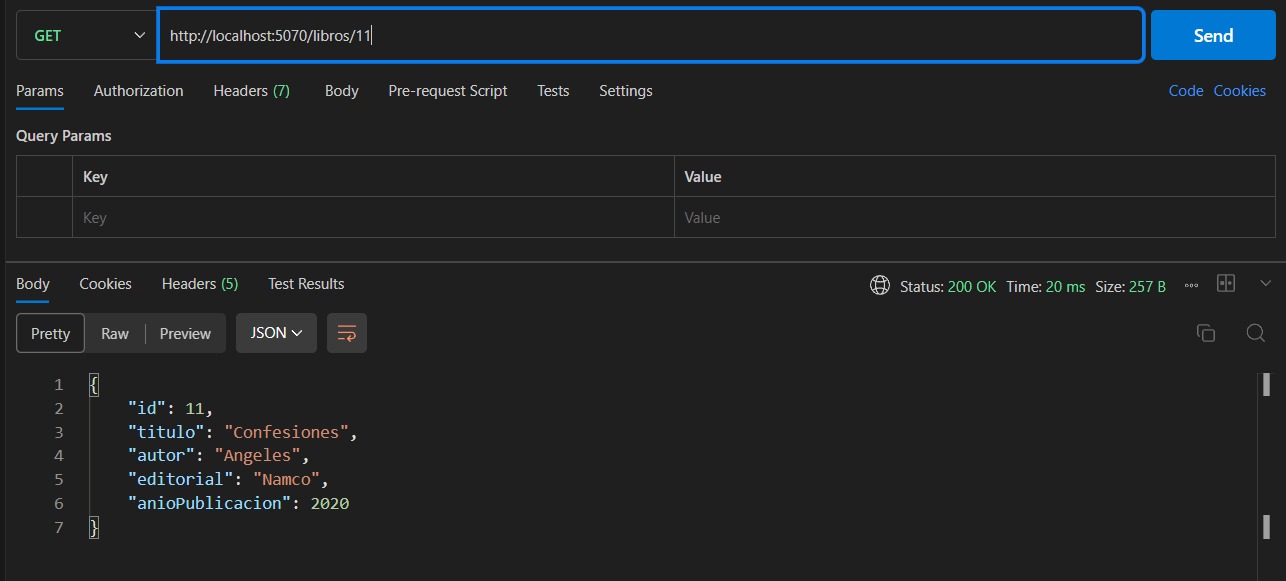 GET http://localhost:5070/libros/11 Send
Params Authorization Headers (7) Body Pre-request Script Tests Settings Code Cookies
Query Params
Key Value
Key Value
Body Cookies Headers (5) Test Results Status: 200 OK Time: 20 ms Size: 257 B
Pretty Raw Preview JSON
1 {
2 "id": 11,
3 "titulo": "Confesiones",
4 "autor": "Angeles",
5 "editorial": "Namco",
6 "anioPublicacion": 2020
7 }